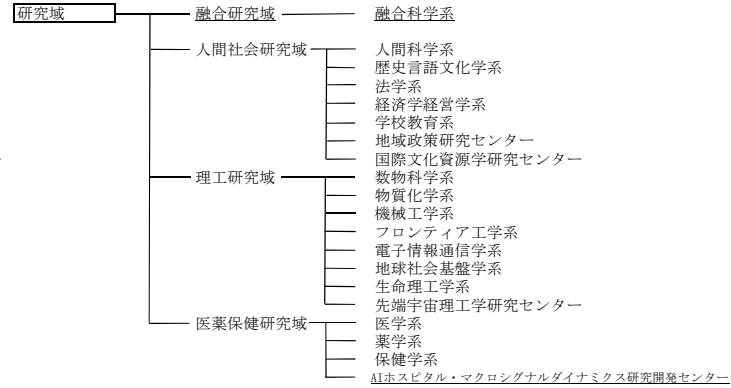 研究域 融合研究域 融合科学系
人間社会研究域 人間科学系
歴史言語文化学系
法学系
経済学経営学系
学校教育系
地域政策研究センター
国際文化資源学研究センター
理工研究域 数物科学系
物質化学系
機械工学系
フロンティア工学系
電子情報通信学系
地球社会基盤学系
生命理工学系
先端宇宙理工学研究センター
医薬保健研究域 医学系
薬学系
保健学系
AIホスピタル・マクロシグナルダイナミクス研究開発センター